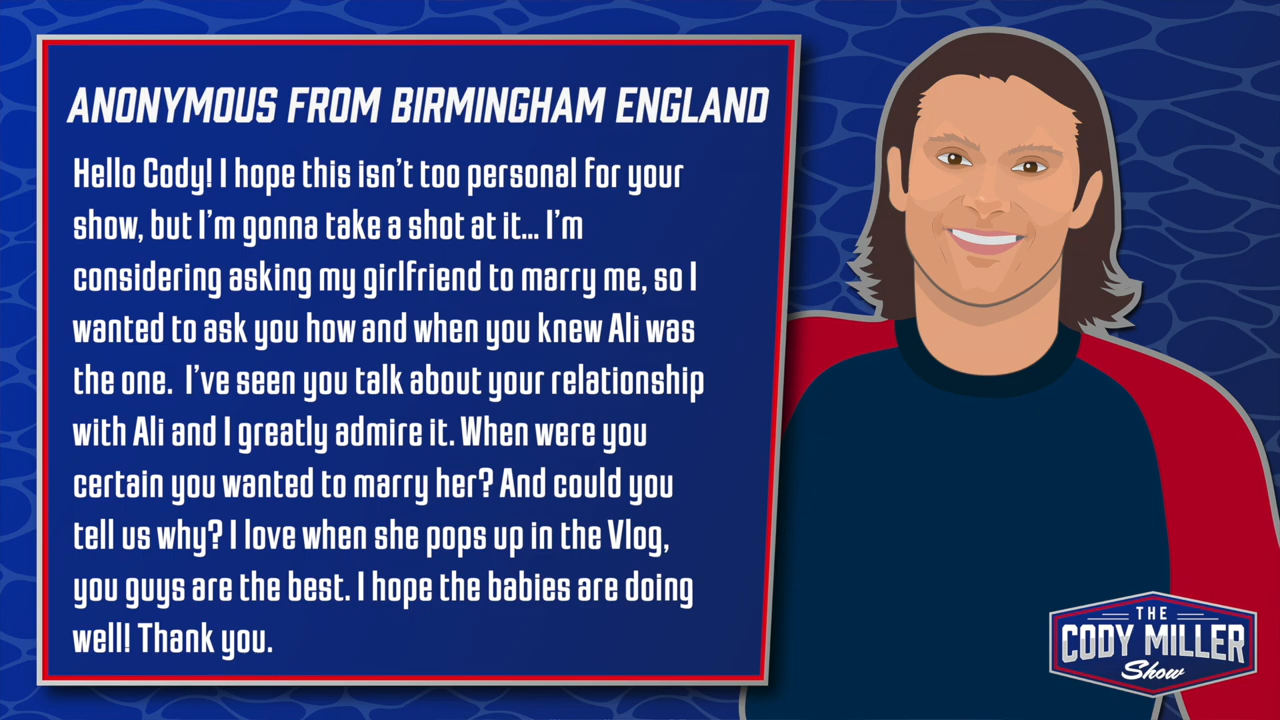 ANONYMOUS FROM BIRMINGHAM ENGLAND
Hello Cody! I hope this isn't too personal for your
show, but I'm gonna take a shot at it... I'm
considering asking my girlfriend to marry me, so I
wanted to ask you how and when you knew Ali was
the one.  I've seen you talk about your relationship
with Ali and I greatly admire it. When were you
certain you wanted to marry her? And could you
tell us why? I love when she pops up in the Vlog,
you guys are the best. I hope the babies are doing
well! Thank you.
THE
CODY MILLER
Show